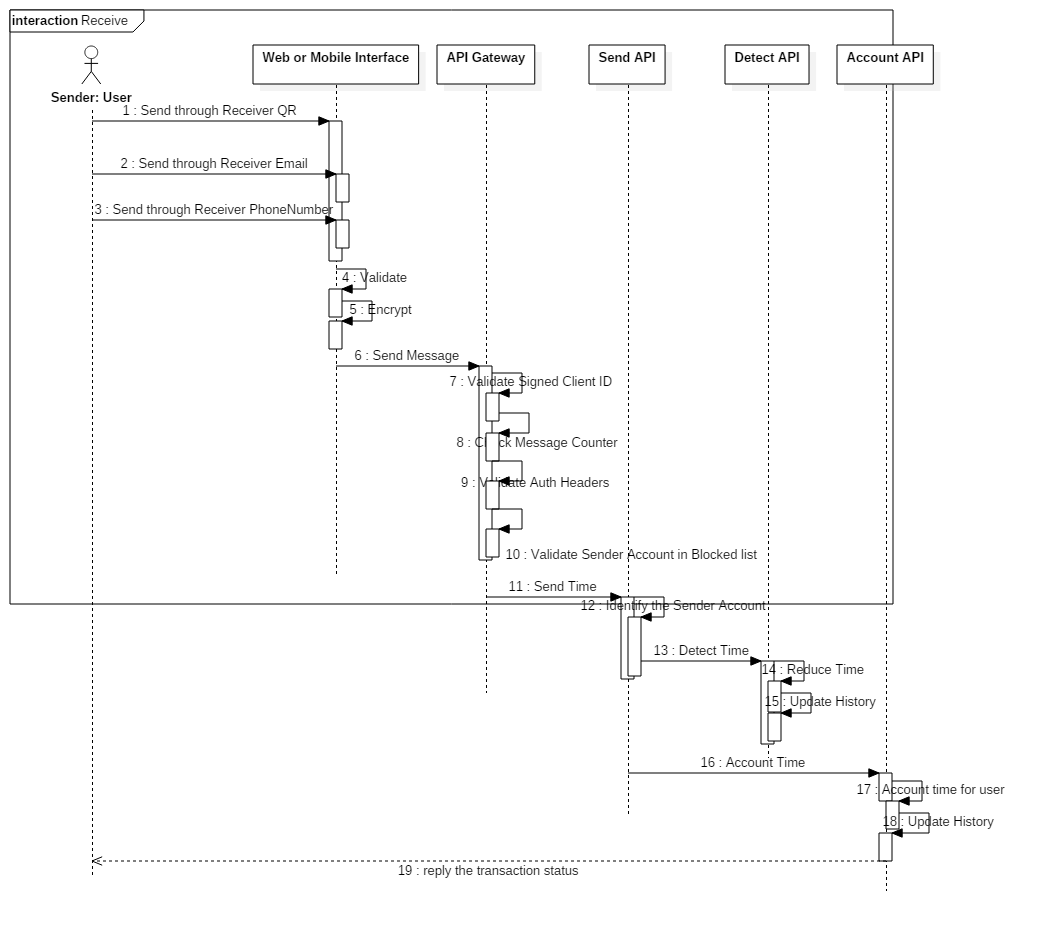 interaction Receive
Web or Mobile Interface
API Gateway
Send API
Detect API
Account API
Sender: User
1 : Send through Receiver QR
2 : Send through Receiver Email
3 : Send through Receiver PhoneNumber
4 : Validate
5 : Encrypt
6 : Send Message
7 : Validate Signed Client ID
8 : Check Message Counter
9 : Validate Auth Headers
10 : Validate Sender Account in Blocked list
11 : Send Time
12 : Identify the Sender Account
13 : Detect Time
14 : Reduce Time
15 : Update History
16 : Account Time
17 : Account time for user
18 : Update History
19 : reply the transaction status